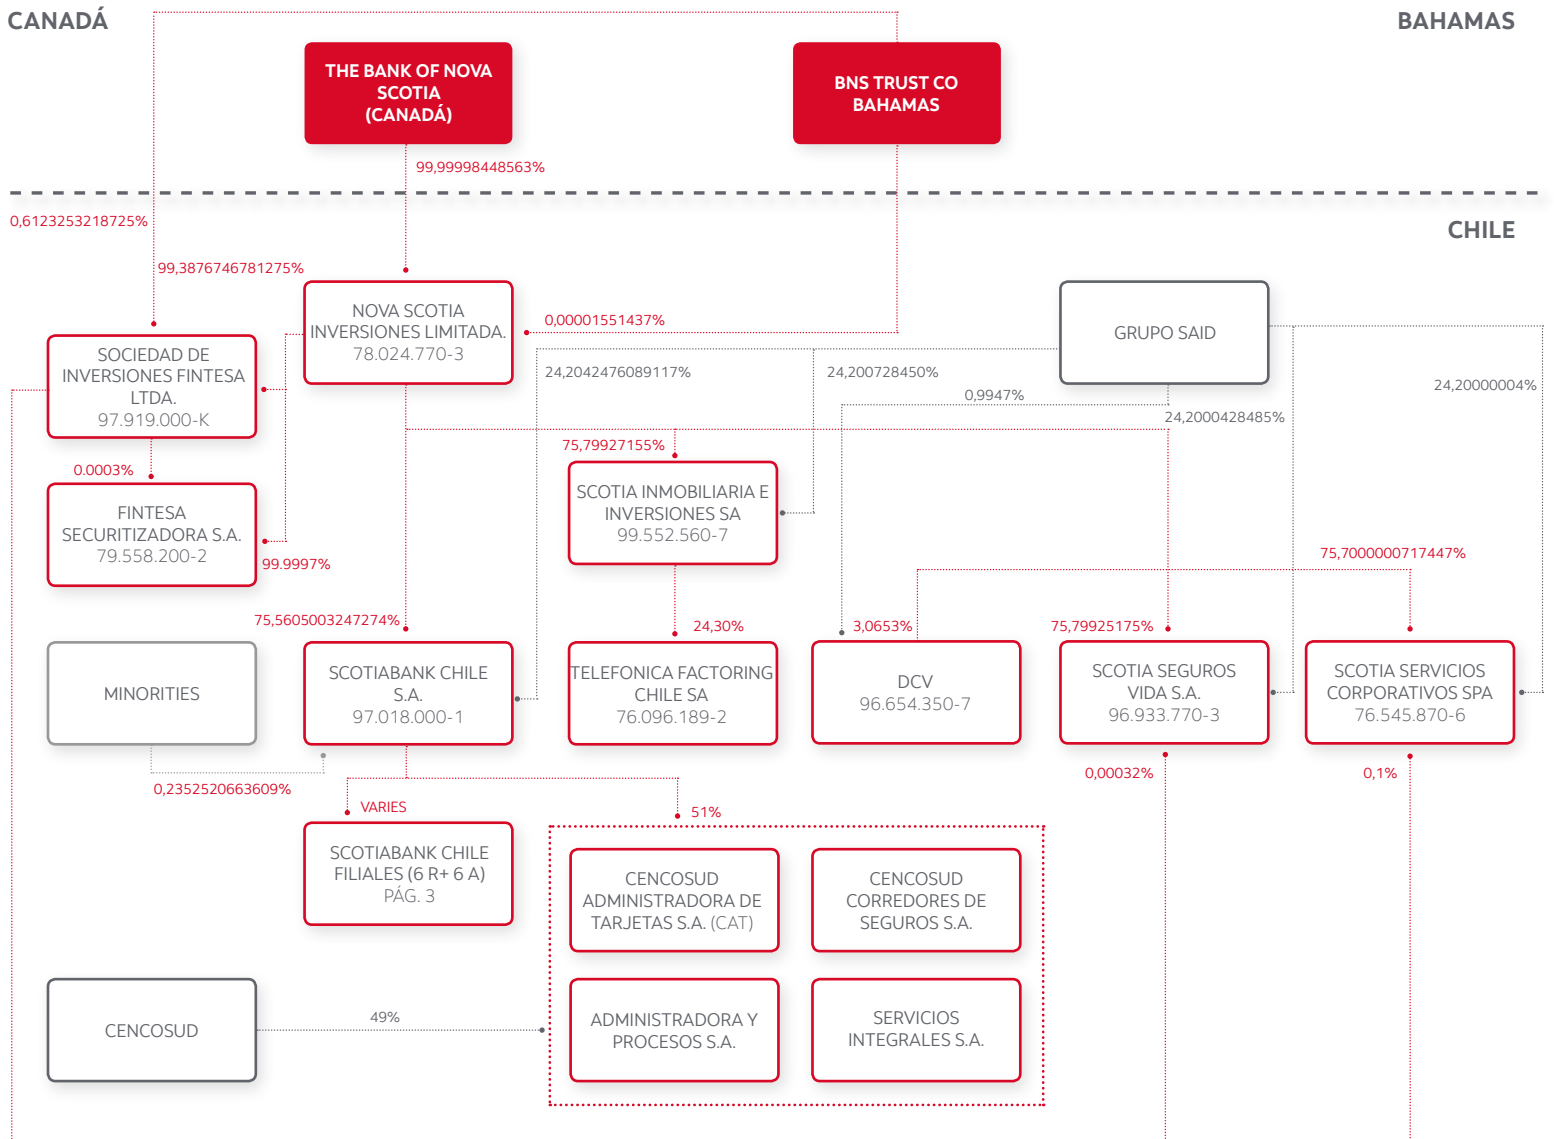 CANADÁ
BAHAMAS
THE BANK OF NOVA
SCOTIA
(CANADÁ)
BNS TRUST CO
BAHAMAS
99,99998448563%
0,6123253218725%
CHILE
99,3876746781275%
NOVA SCOTIA
INVERSIONES LIMITADA.
78.024.770-3
0,00001551437%
GRUPO SAID
SOCIEDAD DE
INVERSIONES FINTESA
LTDA.
97.919.000-K
24,2042476089117%
24,200728450%
0,9947%
24,20000004%
24,2000428485%
75,79927155%
0.0003%
FINTESA
SECURITIZADORA S.A.
79.558.200-2
99.9997%
SCOTIA INMOBILIARIA E
INVERSIONES SA
99.552.560-7
75,7000000717447%
75,5605003247274%
24,30%
3,0653%
75,79925175%
MINORITIES
SCOTIABANK CHILE
S.A.
97.018.000-1
TELEFONICA FACTORING
CHILE SA
76.096.189-2
DCV
96.654.350-7
SCOTIA SEGUROS
VIDA S.A.
96.933.770-3
SCOTIA SERVICIOS
CORPORATIVOS SPA
76.545.870-6
0,2352520663609%
0,00032%
0,1%
VARIES
51%
SCOTIABANK CHILE
FILIALES (6 R+ 6 A)
PÁG. 3
CENCOSUD
ADMINISTRADORA DE
TARJETAS S.A. (CAT)
CENCOSUD
CORREDORES DE
SEGUROS S.A.
CENCOSUD
49%
ADMINISTRADORA Y
PROCESOS S.A.
SERVICIOS
INTEGRALES S.A.